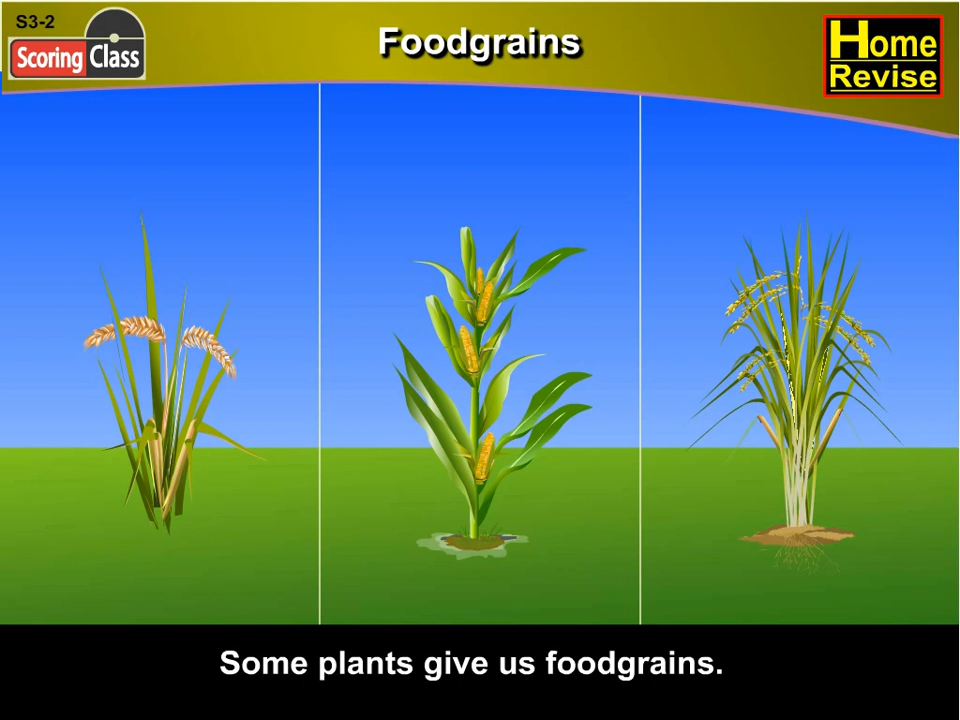 S3-2
Scoring Class
Foodgrains
Home
Revise
Some plants give us foodgrains.